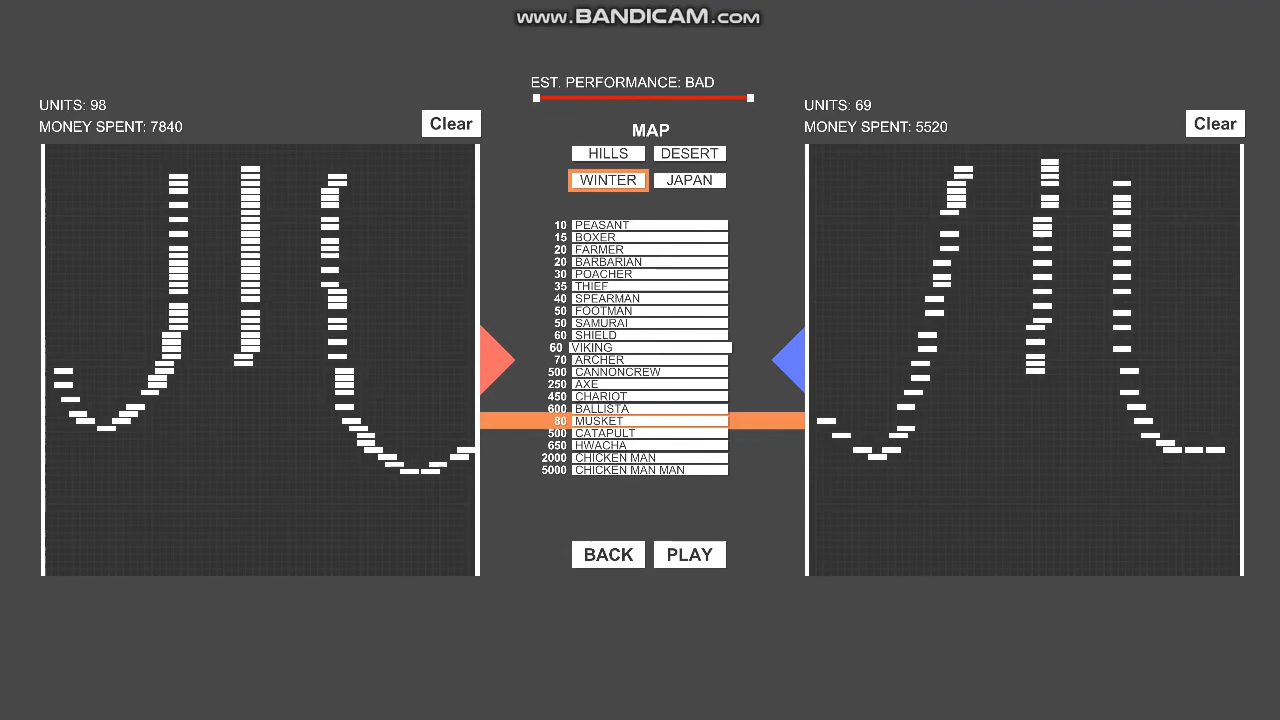 www.BANDICAM.com
EST. PERFORMANCE: BAD
UNITS: 98
MONEY SPENT: 7840
Clear
UNITS: 69
MONEY SPENT: 5520
Clear
MAP
HILLS DESERT
WINTER JAPAN
10 PEASANT
15 BOXER
20 FARMER
20 BARBARIAN
30 POACHER
35 THIEF
40 SPEARMAN
50 FOOTMAN
50 SAMURAI
60 SHIELD
60 VIKING
70 ARCHER
500 CANNONCREW
250 AXE
450 CHARIOT
600 BALLISTA
80 MUSKET
500 CATAPULT
650 HWACHA
2000 CHICKEN MAN
5000 CHICKEN MAN MAN
BACK PLAY